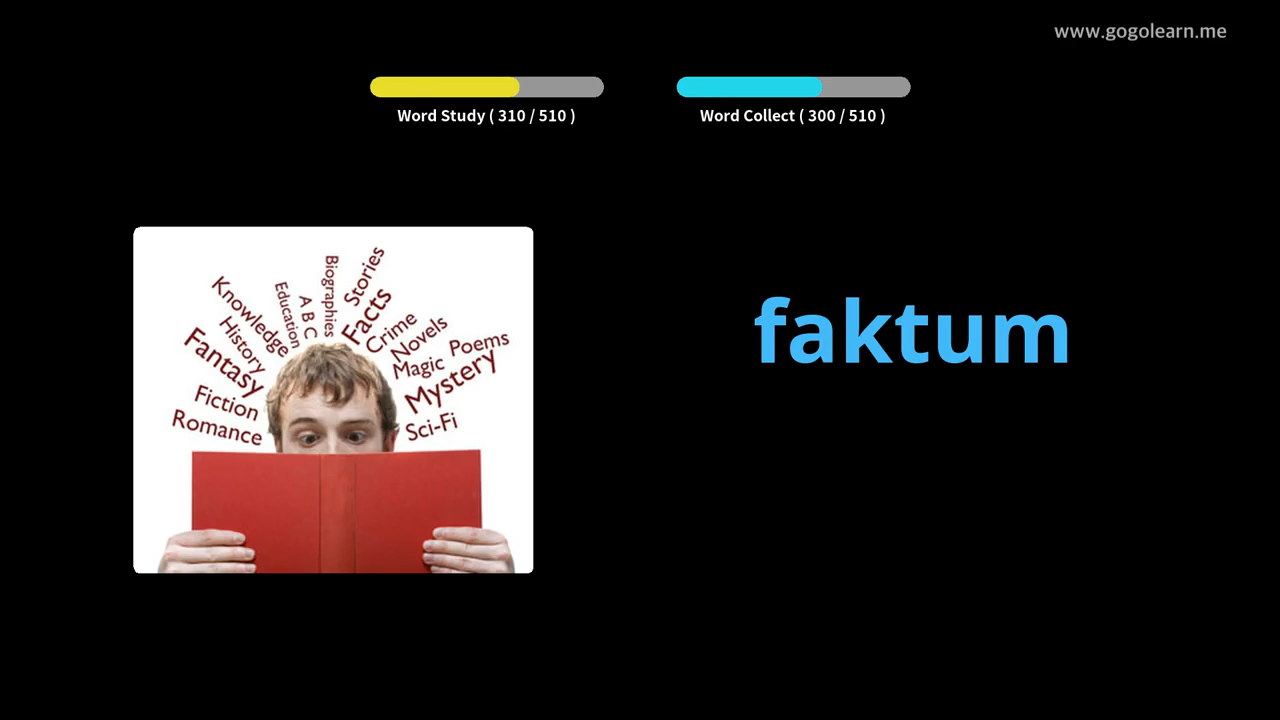 www.gogolearn.me
Word Study ( 310 / 510 )
Word Collect ( 300 / 510 )
faktum
Biographies
Stories
Education
A B C
Facts
Knowledge
History
Crime
Novels
Poems
Fantasy
Magic
Mystery
Fiction
Romance
Sci-Fi